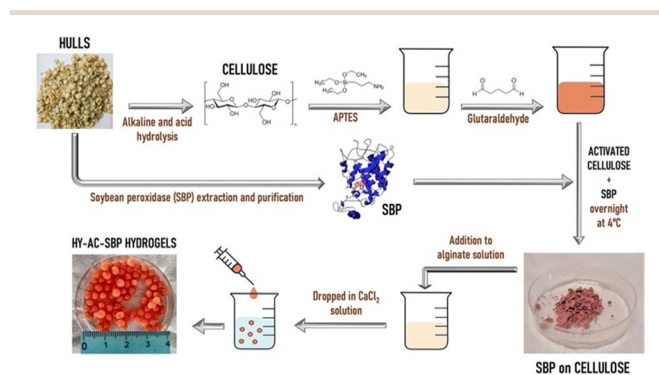 HULLS
CELLULOSE
Alkaline and acid
hydrolysis
APTES
Glutaraldehyde
ACTIVATED
CELLULOSE
+
SBP
overnight
at 4ºC
Soybean peroxidase (SBP) extraction and purification
SBP
HY-AC-SBP HYDROGELS
Addition to
alginate solution
Dropped in CaCl₂
solution
0 1 2 3 4
SBP on CELLULOSE